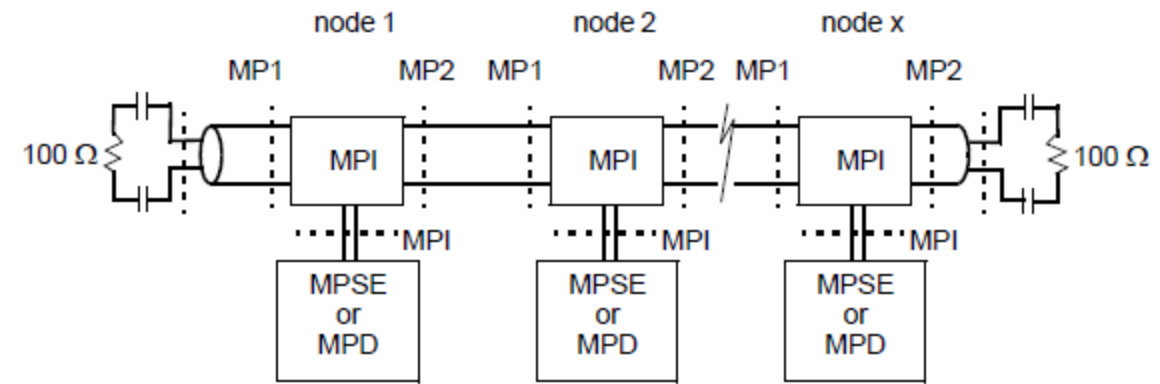 node 1 node 2 node x
MP1 MP2 MP1 MP2 MP1 MP2
100 Ω MPI MPI MPI 100 Ω
MPI MPI MPI
MPSE MPSE MPSE
or or or
MPD MPD MPD